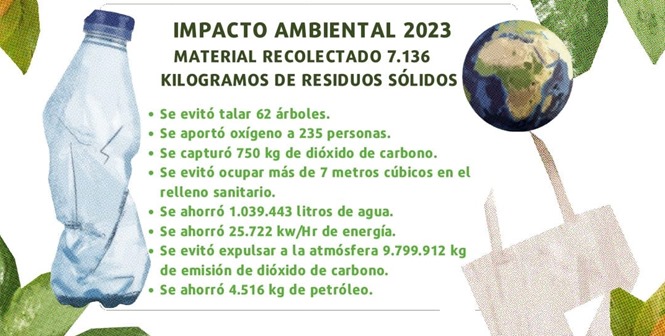 IMPACTO AMBIENTAL 2023
MATERIAL RECOLECTADO 7.136
KILOGRAMOS DE RESIDUOS SÓLIDOS
• Se evitó talar 62 árboles.
• Se aportó oxígeno a 235 personas.
• Se capturó 750 kg de dióxido de carbono.
• Se evitó ocupar más de 7 metros cúbicos en el
relleno sanitario.
• Se ahorró 1.039.443 litros de agua.
• Se ahorró 25.722 kw/Hr de energía.
• Se evitó expulsar a la atmósfera 9.799.912 kg
de emisión de dióxido de carbono.
• Se ahorró 4.516 kg de petróleo.